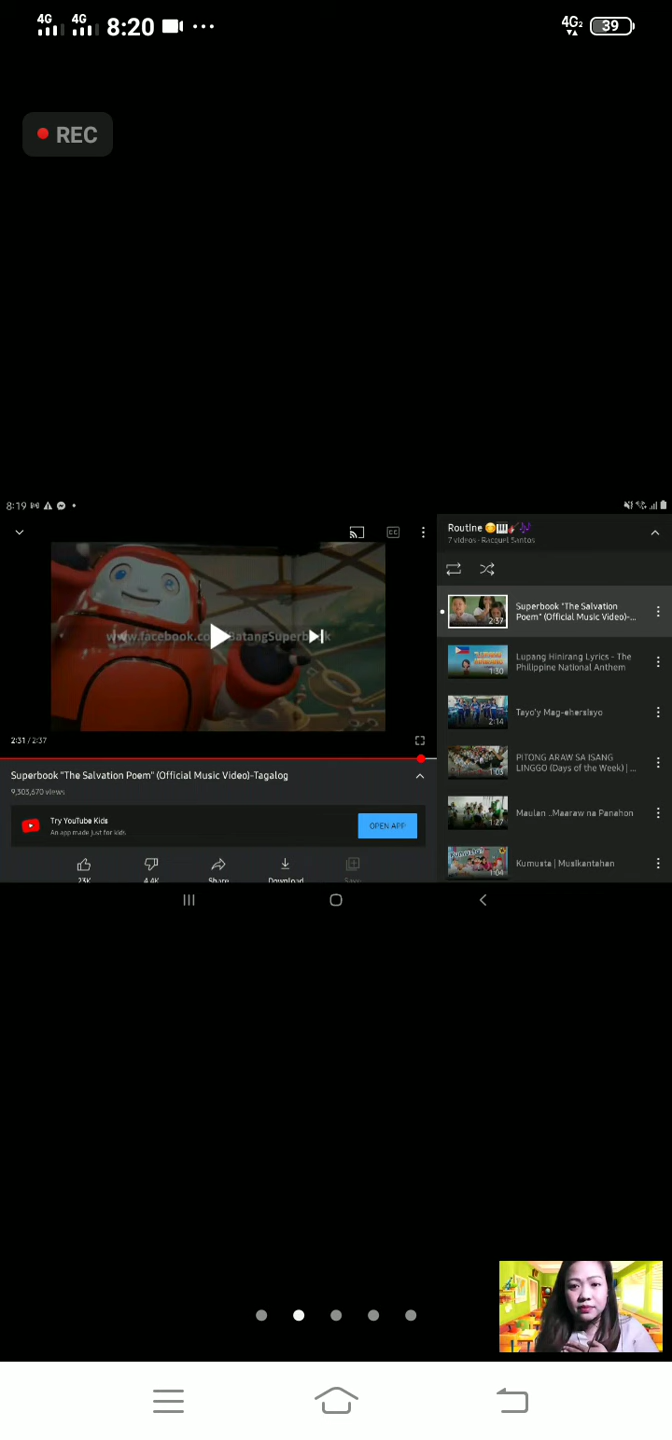 4G 4G 8:20 ...
4G2 39
REC
8:19
www.facebook.com/BatangSuperbook
2:31 / 2:37
Superbook "The Salvation Poem" (Official Music Video)-Tagalog
9,303,670 views
Try YouTube Kids
An app made just for kids
OPEN APP
23K 4.4K Share Download Save
Routine
7 videos · Racquel Santos
Superbook "The Salvation
Poem" (Official Music Video)-...
2:37
Lupang Hinirang Lyrics - The
Philippine National Anthem
1:30
Tayo'y Mag-ehersisyo
2:14
PITONG ARAW SA ISANG
LINGGO (Days of the Week) | ...
1:03
Maulan ..Maaraw na Panahon
1:27
Kumusta | Musikantahan
1:04